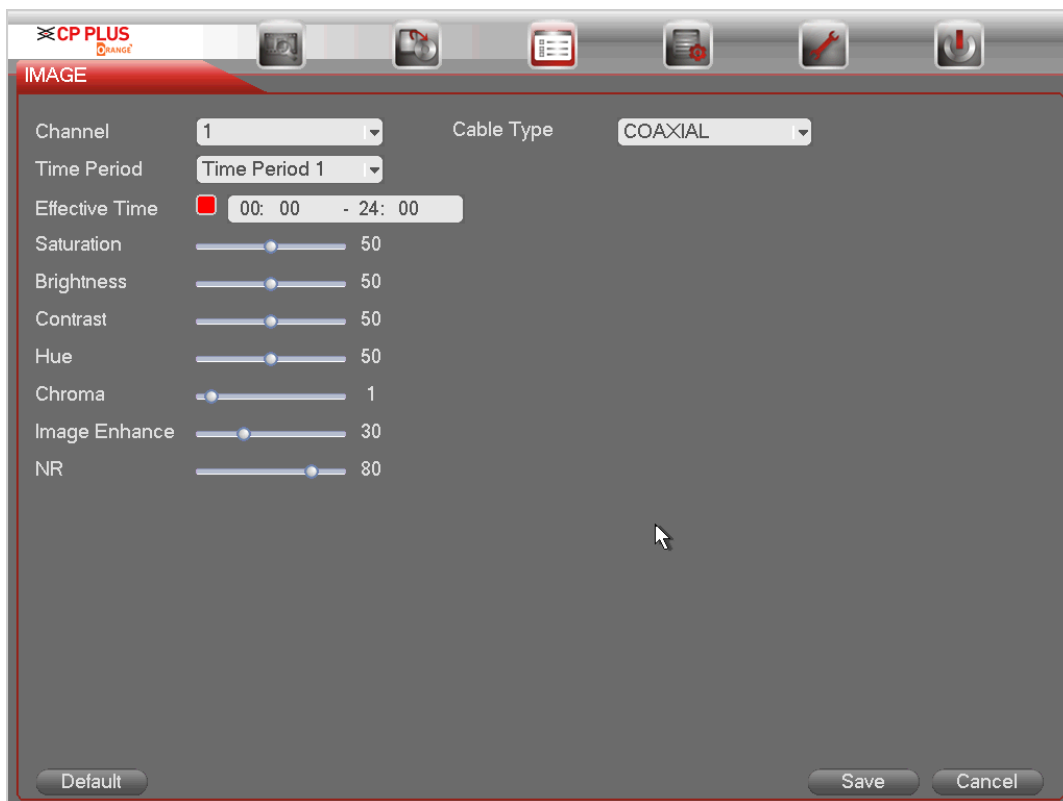 CP PLUS
ORANGE
IMAGE
Channel 1 Cable Type COAXIAL
Time Period Time Period 1
Effective Time 00: 00 - 24: 00
Saturation 50
Brightness 50
Contrast 50
Hue 50
Chroma 1
Image Enhance 30
NR 80
Default Save Cancel